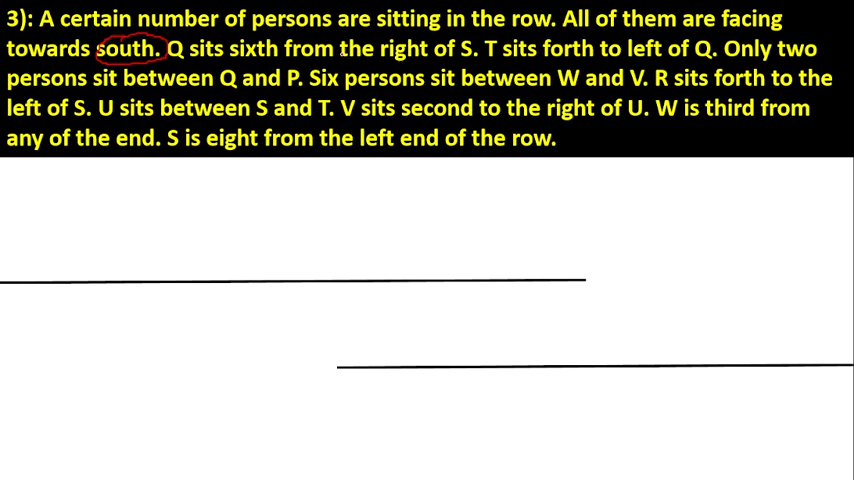 3): A certain number of persons are sitting in the row. All of them are facing
towards south. Q sits sixth from the right of S. T sits forth to left of Q. Only two
persons sit between Q and P. Six persons sit between W and V. R sits forth to the
left of S. U sits between S and T. V sits second to the right of U. W is third from
any of the end. S is eight from the left end of the row.